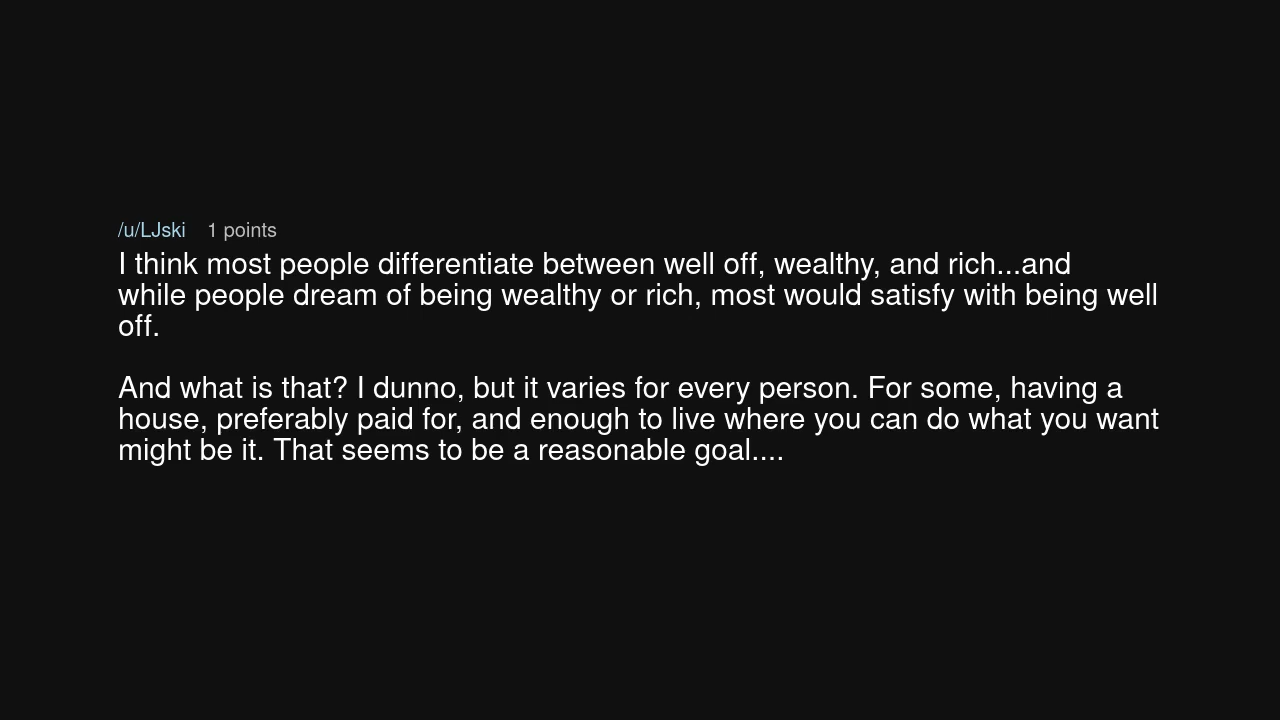 /u/LJski 1 points
I think most people differentiate between well off, wealthy, and rich...and
while people dream of being wealthy or rich, most would satisfy with being well
off.
And what is that? I dunno, but it varies for every person. For some, having a
house, preferably paid for, and enough to live where you can do what you want
might be it. That seems to be a reasonable goal....